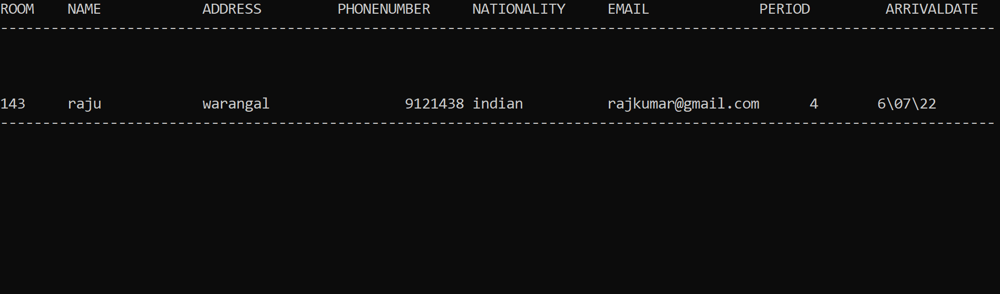 ROOM NAME ADDRESS PHONENUMBER NATIONALITY EMAIL PERIOD ARRIVALDATE
----------------------------------------------------------------------------------------------------------------------
143 raju warangal 9121438 indian rajkumar@gmail.com 4 6\07\22
----------------------------------------------------------------------------------------------------------------------